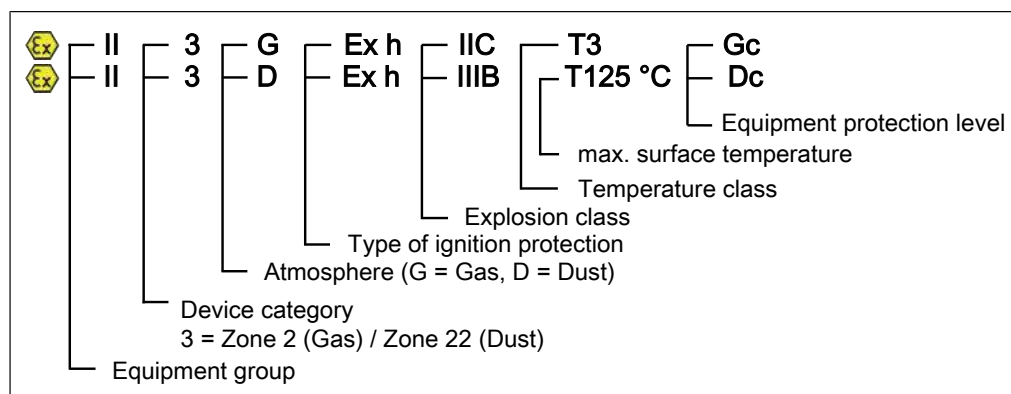 Ex II 3 G Ex h IIC T3 Gc
Ex II 3 D Ex h IIIB T125 °C Dc
Equipment protection level
max. surface temperature
Temperature class
Explosion class
Type of ignition protection
Atmosphere (G = Gas, D = Dust)
Device category
3 = Zone 2 (Gas) / Zone 22 (Dust)
Equipment group